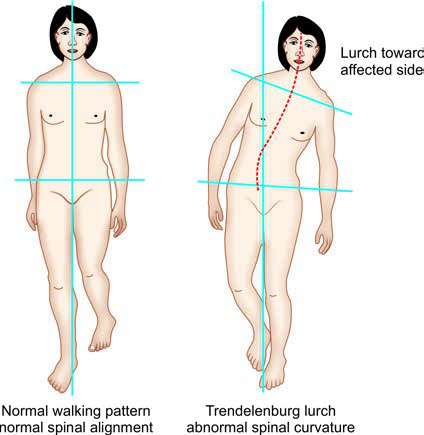 Lurch toward
affected side
Normal walking pattern
normal spinal alignment
Trendelenburg lurch
abnormal spinal curvature